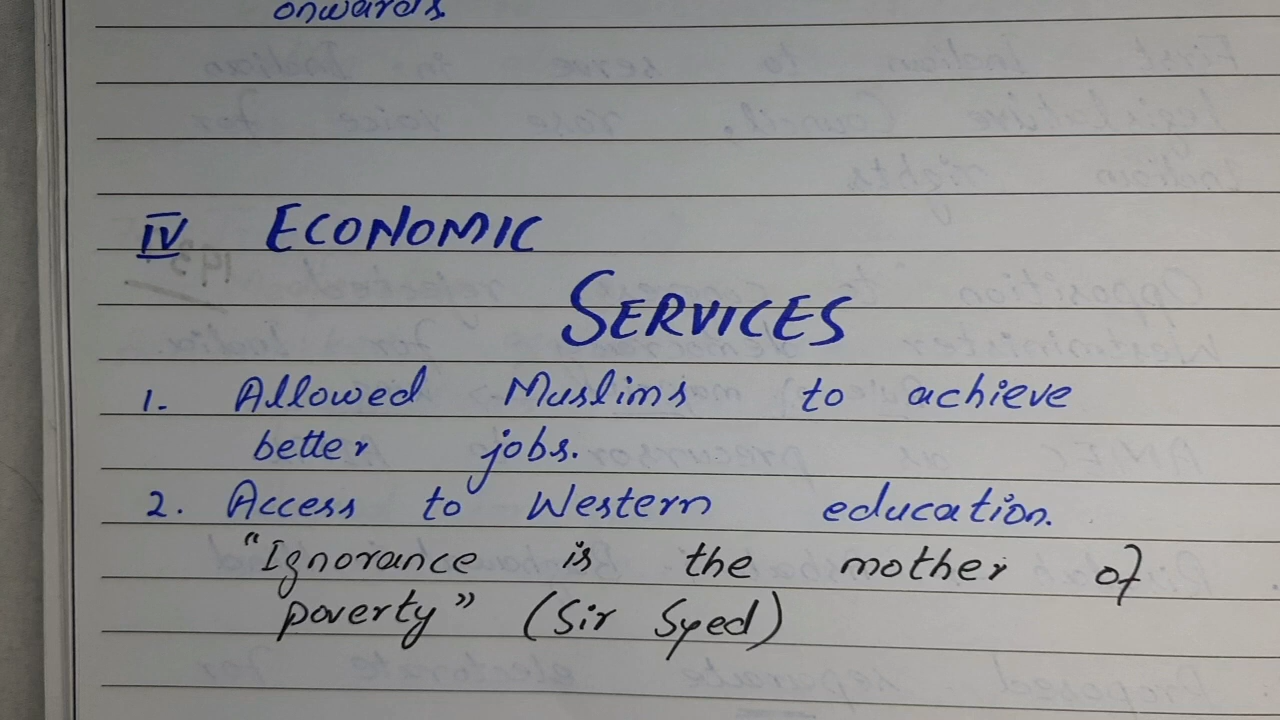 onwards.
IV ECONOMIC
SERVICES
1. Allowed Muslims to achieve
better jobs.
2. Access to Western education.
"Ignorance is the mother of
poverty" (Sir Syed)